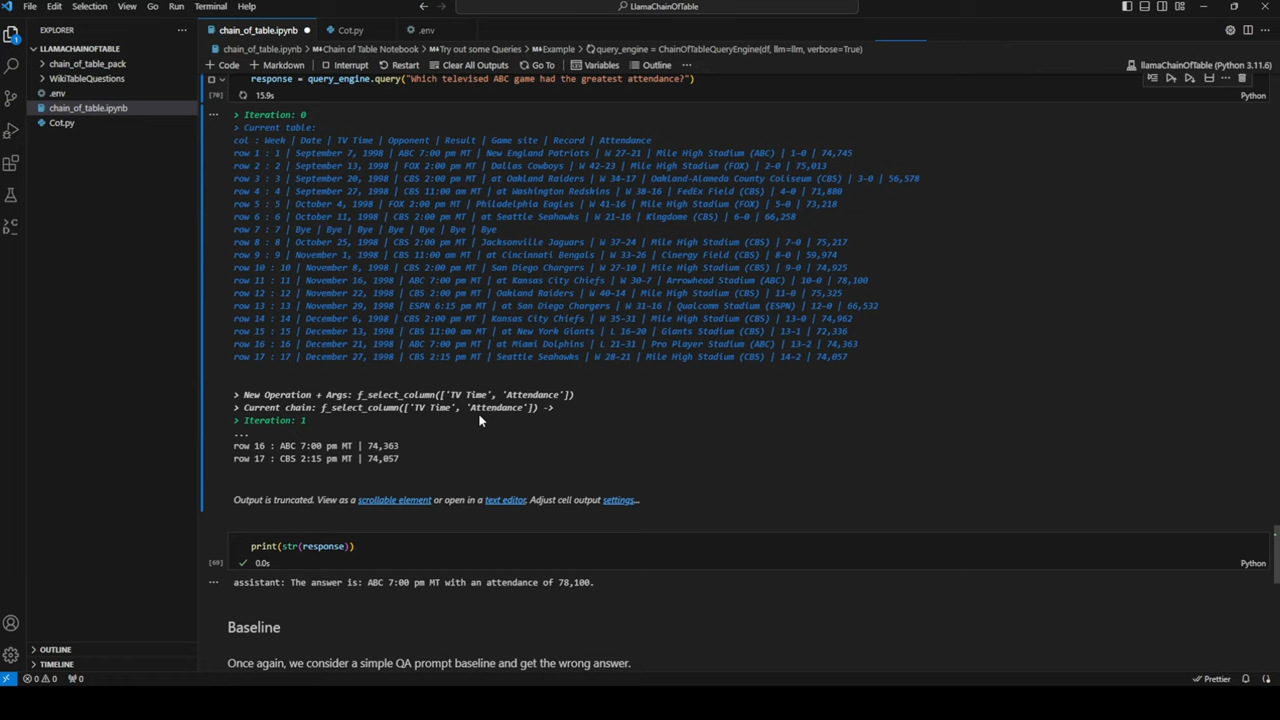 File Edit Selection View Go Run Terminal Help
LlamaChainOfTable
EXPLORER
LLAMACHAINOFTABLE
chain_of_table_pack
WikiTableQuestions
.env
chain_of_table.ipynb
Cot.py
OUTLINE
TIMELINE
chain_of_table.ipynb Cot.py .env
chain_of_table.ipynb > Chain of Table Notebook > Try out some Queries > Example > query_engine = ChainOfTableQueryEngine(df, llm=llm, verbose=True)
+ Code + Markdown Interrupt Restart Clear All Outputs Go To Variables Outline ... llamaChainOfTable (Python 3.11.6)
response = query_engine.query("Which televised ABC game had the greatest attendance?")
[70] 15.9s Python
> Iteration: 0
> Current table:
col : Week | Date | TV Time | Opponent | Result | Game site | Record | Attendance
row 1 : 1 | September 7, 1998 | ABC 7:00 pm MT | New England Patriots | W 27–21 | Mile High Stadium (ABC) | 1–0 | 74,745
row 2 : 2 | September 13, 1998 | FOX 2:00 pm MT | Dallas Cowboys | W 42–23 | Mile High Stadium (FOX) | 2–0 | 75,013
row 3 : 3 | September 20, 1998 | CBS 2:00 pm MT | at Oakland Raiders | W 34–17 | Oakland-Alameda County Coliseum (CBS) | 3–0 | 56,578
row 4 : 4 | September 27, 1998 | CBS 11:00 am MT | at Washington Redskins | W 38–16 | FedEx Field (CBS) | 4–0 | 71,880
row 5 : 5 | October 4, 1998 | FOX 2:00 pm MT | Philadelphia Eagles | W 41–16 | Mile High Stadium (FOX) | 5–0 | 73,218
row 6 : 6 | October 11, 1998 | CBS 2:00 pm MT | at Seattle Seahawks | W 21–16 | Kingdome (CBS) | 6–0 | 66,258
row 7 : 7 | Bye | Bye | Bye | Bye | Bye | Bye | Bye
row 8 : 8 | October 25, 1998 | CBS 2:00 pm MT | Jacksonville Jaguars | W 37–24 | Mile High Stadium (CBS) | 7–0 | 75,217
row 9 : 9 | November 1, 1998 | CBS 11:00 am MT | at Cincinnati Bengals | W 33–26 | Cinergy Field (CBS) | 8–0 | 59,974
row 10 : 10 | November 8, 1998 | CBS 2:00 pm MT | San Diego Chargers | W 27–10 | Mile High Stadium (CBS) | 9–0 | 74,925
row 11 : 11 | November 16, 1998 | ABC 7:00 pm MT | at Kansas City Chiefs | W 30–7 | Arrowhead Stadium (ABC) | 10–0 | 78,100
row 12 : 12 | November 22, 1998 | CBS 2:00 pm MT | Oakland Raiders | W 40–14 | Mile High Stadium (CBS) | 11–0 | 75,325
row 13 : 13 | November 29, 1998 | ESPN 6:15 pm MT | at San Diego Chargers | W 31–16 | Qualcomm Stadium (ESPN) | 12–0 | 66,532
row 14 : 14 | December 6, 1998 | CBS 2:00 pm MT | Kansas City Chiefs | W 35–31 | Mile High Stadium (CBS) | 13–0 | 74,962
row 15 : 15 | December 13, 1998 | CBS 11:00 am MT | at New York Giants | L 16–20 | Giants Stadium (CBS) | 13–1 | 72,336
row 16 : 16 | December 21, 1998 | ABC 7:00 pm MT | at Miami Dolphins | L 21–31 | Pro Player Stadium (ABC) | 13–2 | 74,363
row 17 : 17 | December 27, 1998 | CBS 2:15 pm MT | Seattle Seahawks | W 28–21 | Mile High Stadium (CBS) | 14–2 | 74,057
> New Operation + Args: f_select_column(['TV Time', 'Attendance'])
> Current chain: f_select_column(['TV Time', 'Attendance']) ->
> Iteration: 1
...
row 16 : ABC 7:00 pm MT | 74,363
row 17 : CBS 2:15 pm MT | 74,057
Output is truncated. View as a scrollable element or open in a text editor. Adjust cell output settings...
print(str(response))
[69] 0.0s Python
assistant: The answer is: ABC 7:00 pm MT with an attendance of 78,100.
Baseline
Once again, we consider a simple QA prompt baseline and get the wrong answer.
0 0 0 Prettier